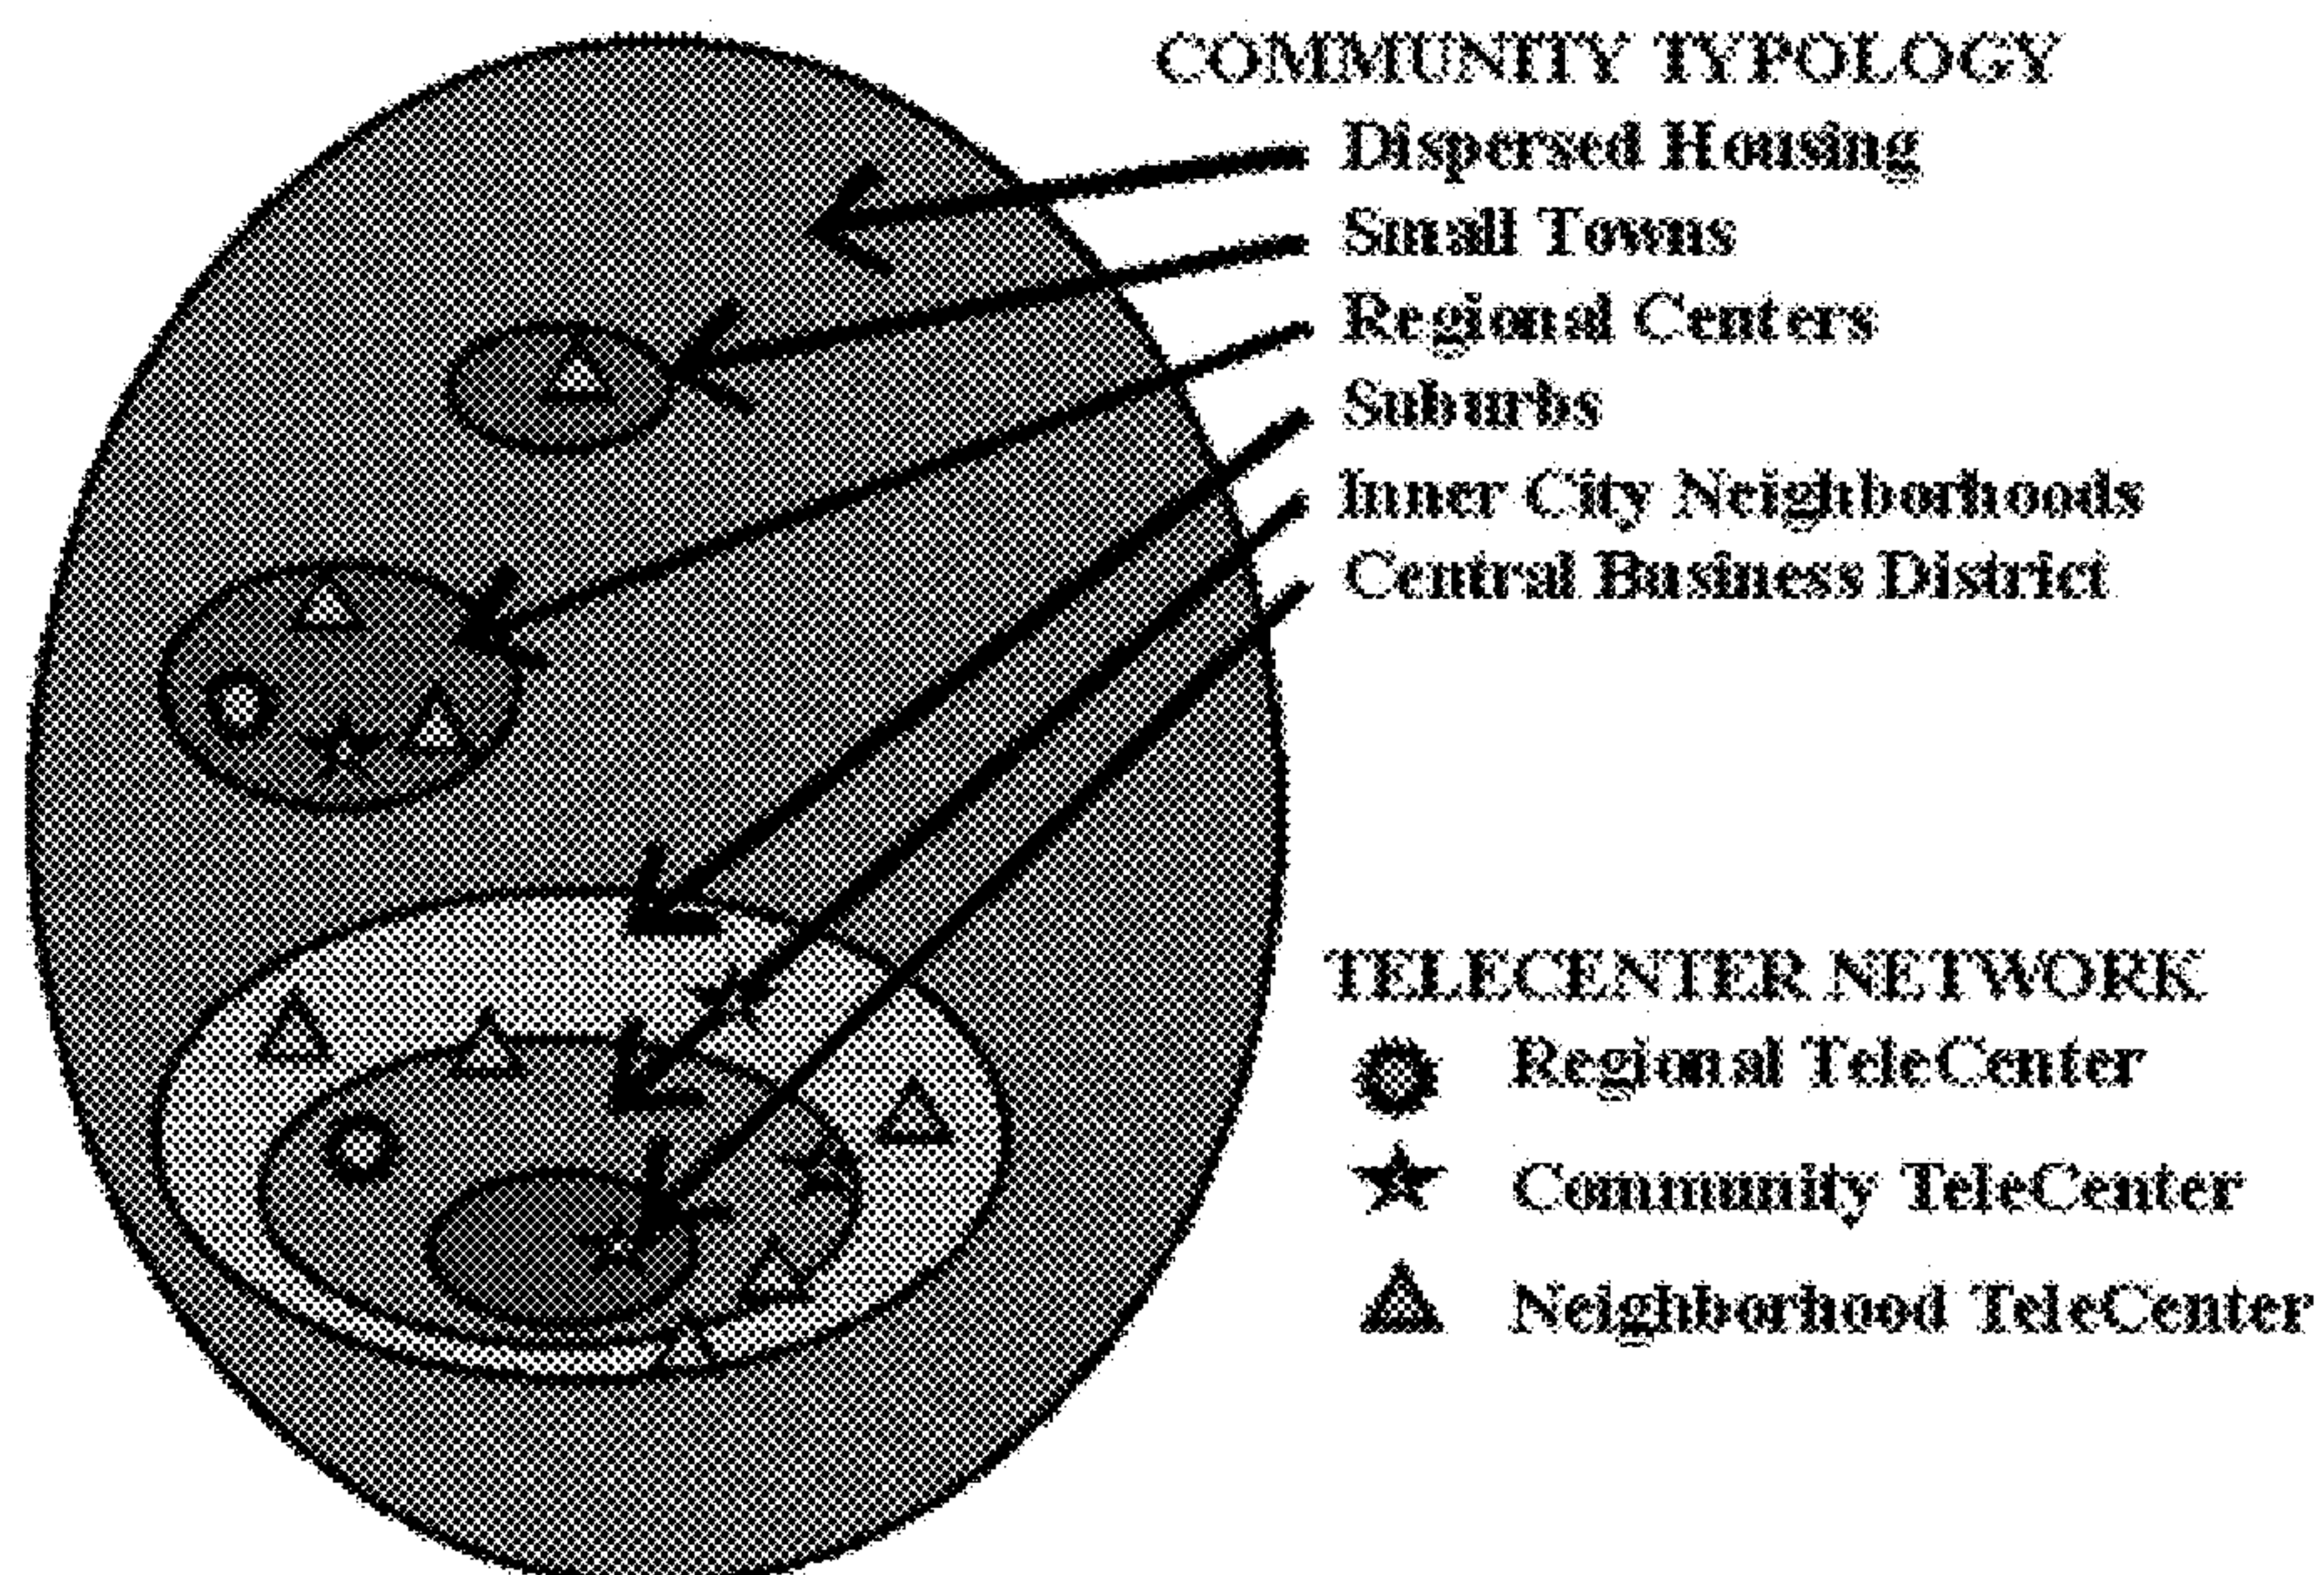 COMMUNITY TYPOLOGY
Dispersed Housing
Small Towns
Regional Centers
Suburbs
Inner City Neighborhoods
Central Business District
TELECENTER NETWORK
Regional TeleCenter
Community TeleCenter
Neighborhood TeleCenter